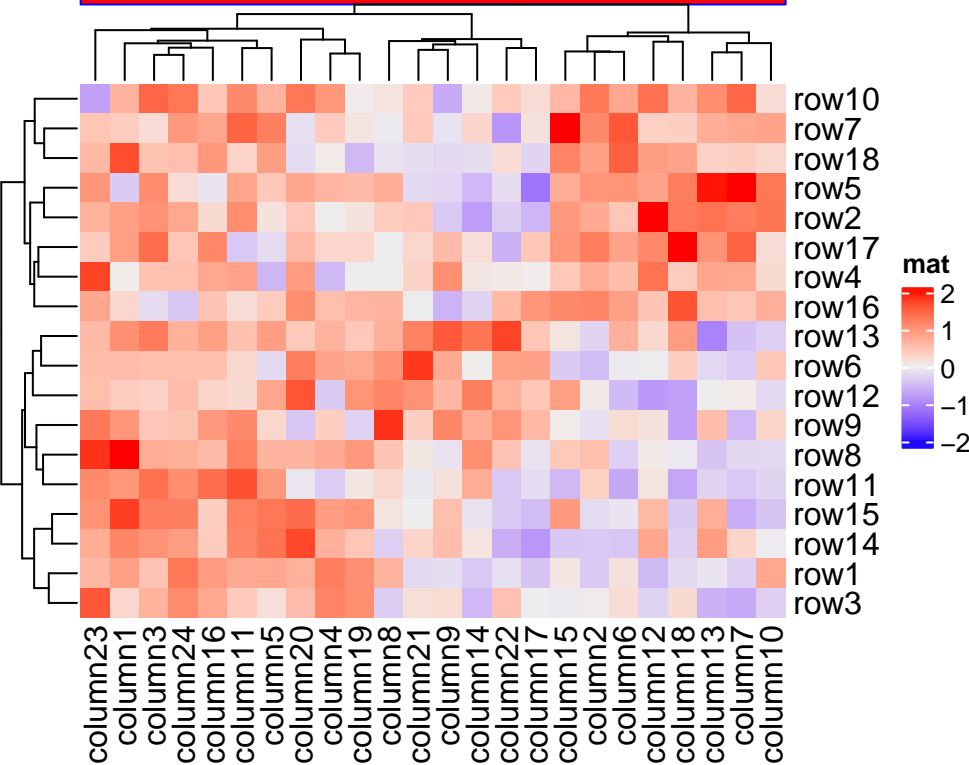 row10
row7
row18
row5
row2
row17
row4
row16
row13
row6
row12
row9
row8
row11
row15
row14
row1
row3
mat
2
1
0
−1
−2
column23
column1
column3
column24
column16
column11
column5
column20
column4
column19
column8
column21
column9
column14
column22
column17
column15
column2
column6
column12
column18
column13
column7
column10